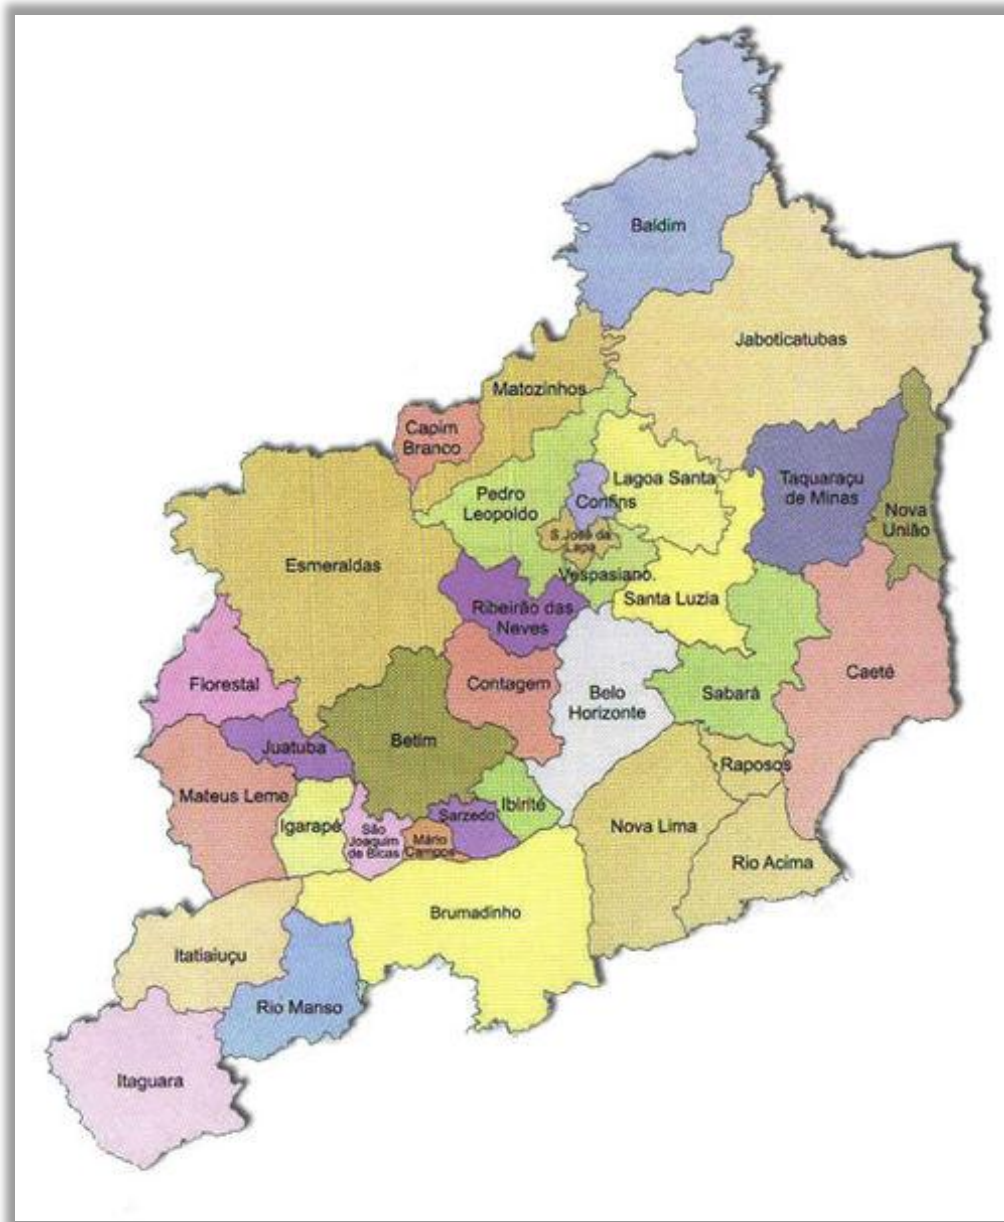 Baldim
Jaboticatubas
Matozinhos
Capim
Branco
Lagoa Santa
Taquaraçu
de Minas
Pedro
Leopoldo
Confins
Nova
União
S.José da
Lapa
Esmeraldas
Vespasiano.
Santa Luzia
Ribeirão das
Neves
Caeté
Florestal
Contagem
Belo
Horizonte
Sabará
Juatuba
Betim
Raposos
Mateus Leme
Igarapé
São
Joaquim
de Bicas
Mário
Campos
Sarzedo
Ibirité
Nova Lima
Rio Acima
Brumadinho
Itatiaiuçu
Rio Manso
Itaguara